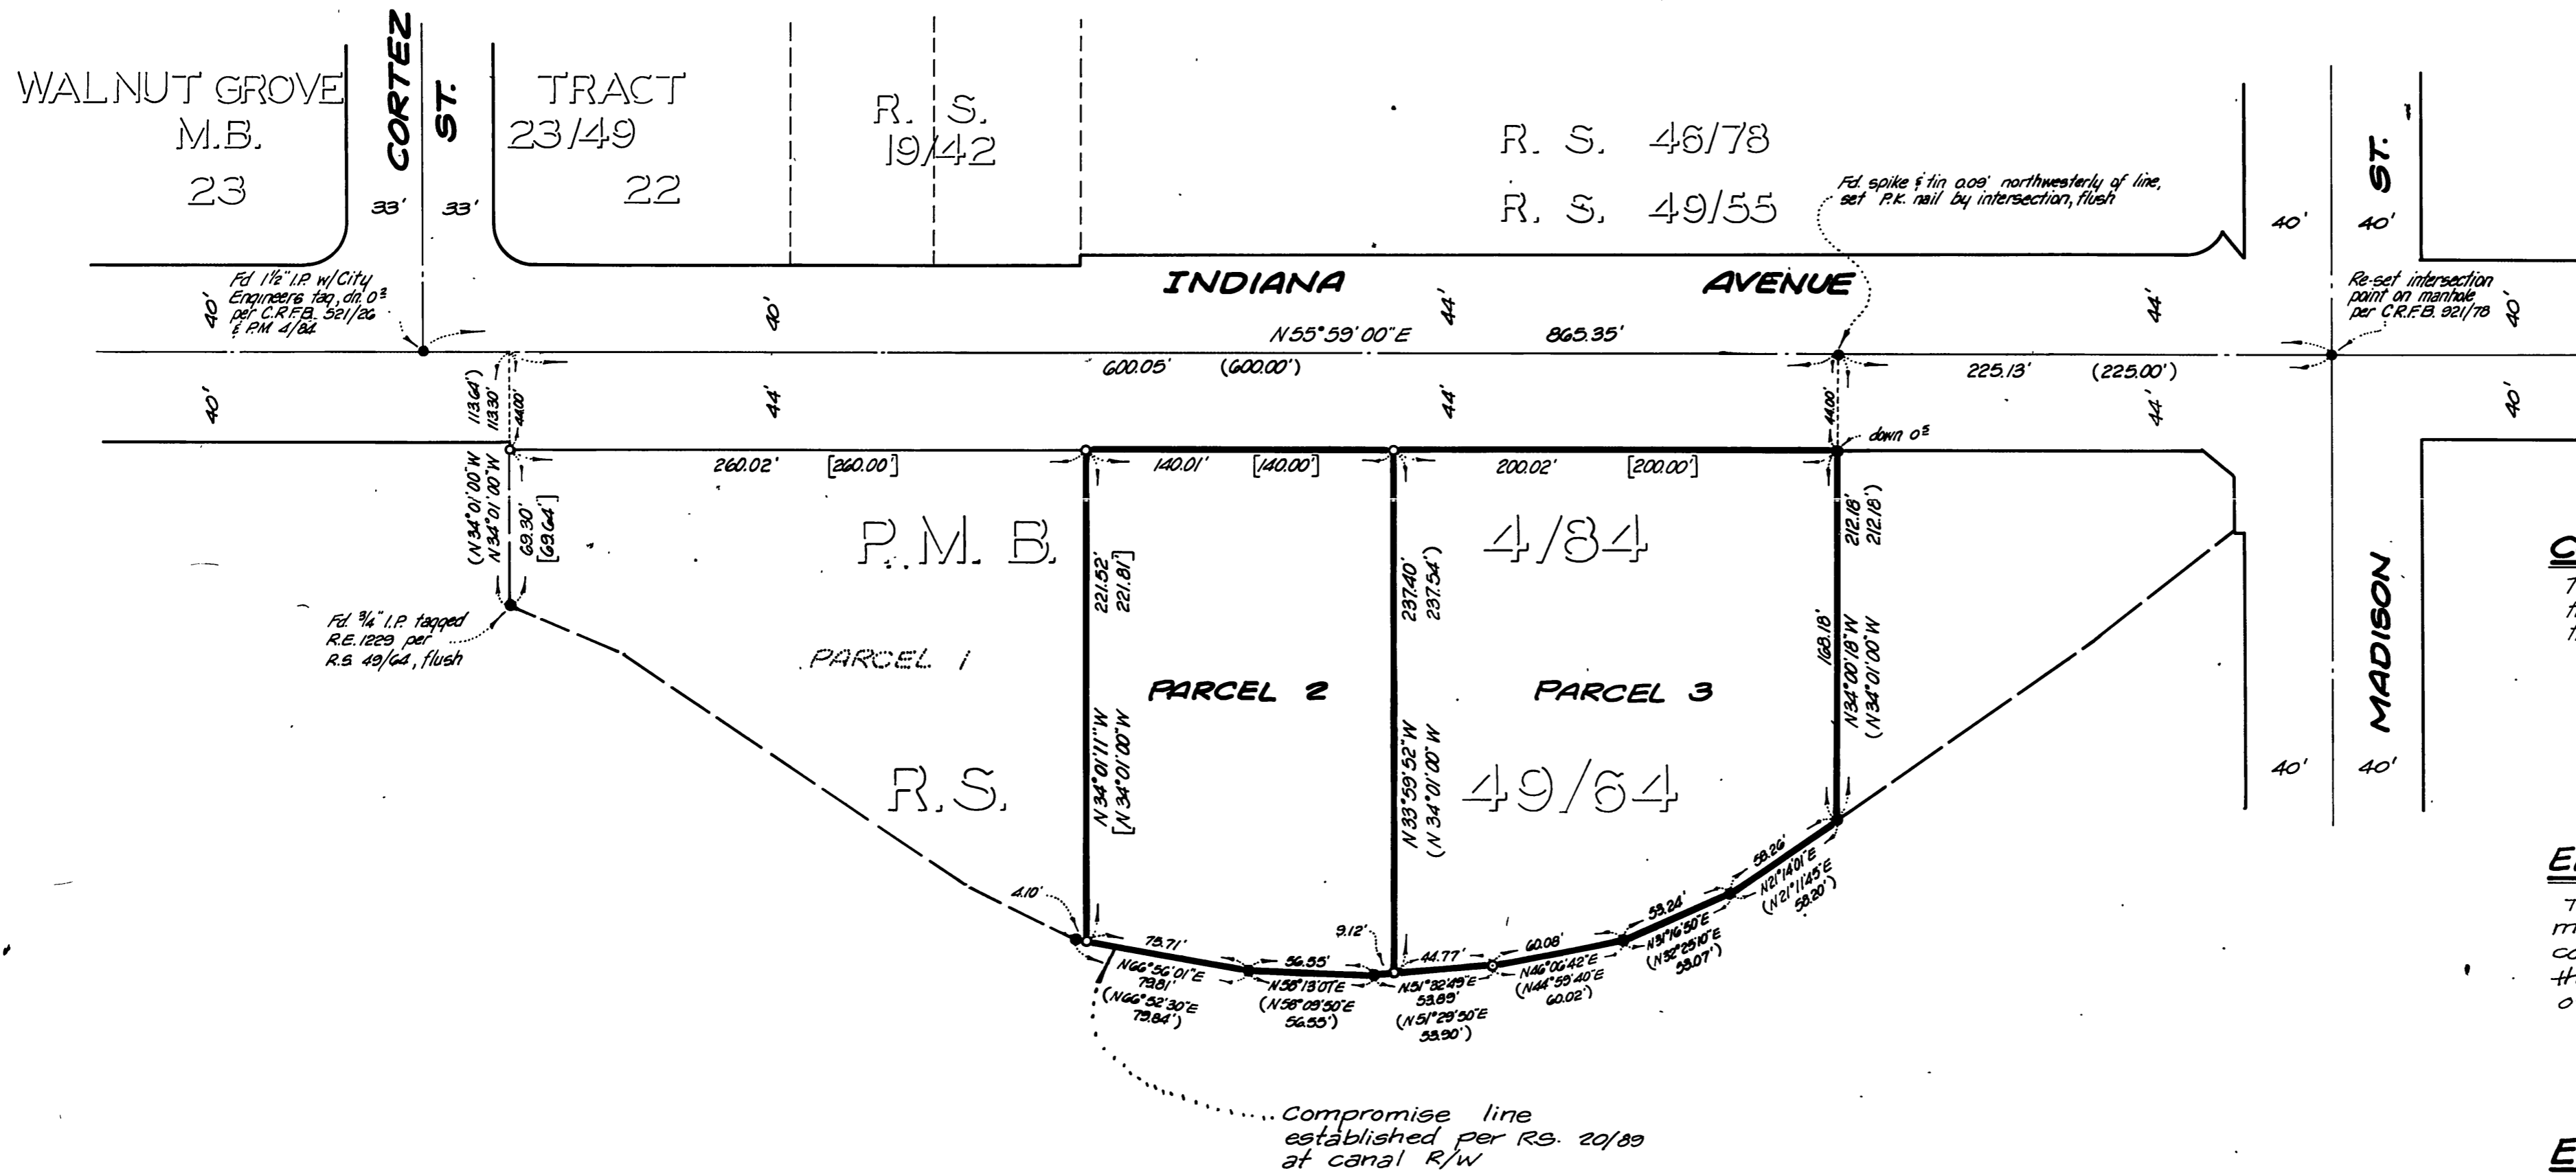 WALNUT GROVE
M.B.
23
CORTEZ
ST.
TRACT
23/49
22
33'
33'
R. S.
19/42
R. S. 46/78
R. S. 49/55
Fd. spike & tin 0.09' northwesterly of line,
set P.K. nail by intersection, flush
ST.
40'
40'
Fd 1½" I.P. w/City
Engineers tag, dn. 0²
per C.R.F.B. 521/26
& P.M 4/84
40'
40'
INDIANA
AVENUE
44'
44'
Re-set intersection
point on manhole
per C.R.F.B. 921/78
40'
N55°59'00"E
865.35'
600.05'
(600.00')
225.13'
(225.00')
40'
113.64')
113.30'
44.00'
44'
44'
44.00'
44'
40'
down 0⁵
260.02'
[260.00']
140.01'
[140.00']
200.02'
[200.00']
(N34°01'00"W
N34°01'00"W
69.30'
[69.64']
P.M. B.
4/84
221.52'
221.81']
237.40'
237.54')
212.18'
212.18')
168.18'
N34°00'18"W
(N34°01'00"W
Fd. ¾" I.P. tagged
R.E. 1229 per
R.S. 49/64, flush
PARCEL 1
PARCEL 2
PARCEL 3
MADISON
N34°01'11"W
[N34°01'00"W
N33°59'52"W
(N34°01'00"W
R.S.
49/64
40'
40'
4.10'
75.71'
N66°56'01"E
79.81'
(N66°52'30"E
79.84')
56.55'
N58°13'07"E
(N58°09'50"E
56.55')
9.12'
44.77'
N51°32'49"E
53.89'
(N51°29'50"E
53.90')
60.08'
N46°06'42"E
(N44°59'40"E
60.02')
53.24'
N31°16'50"E
(N32°25'10"E
53.07')
58.26'
N21°14'01"E
(N21°11'45"E
58.20')
Compromise line
established per R.S. 20/89
at canal R/W